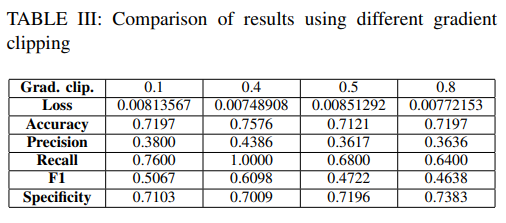 TABLE III: Comparison of results using different gradient
clipping
Grad. clip. 0.1 0.4 0.5 0.8
Loss 0.00813567 0.00748908 0.00851292 0.00772153
Accuracy 0.7197 0.7576 0.7121 0.7197
Precision 0.3800 0.4386 0.3617 0.3636
Recall 0.7600 1.0000 0.6800 0.6400
F1 0.5067 0.6098 0.4722 0.4638
Specificity 0.7103 0.7009 0.7196 0.7383